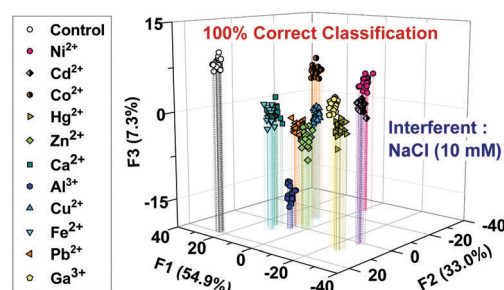 Control
Ni2+
Cd2+
Co2+
Hg2+
Zn2+
Ca2+
Al3+
Cu2+
Fe2+
Pb2+
Ga3+
100% Correct Classification
Interferent :
NaCl (10 mM)
F3 (7.3%)
15
0
-15
F1 (54.9%)
40
20
0
-20
-40
F2 (33.0%)
40
20
0
-20
-40